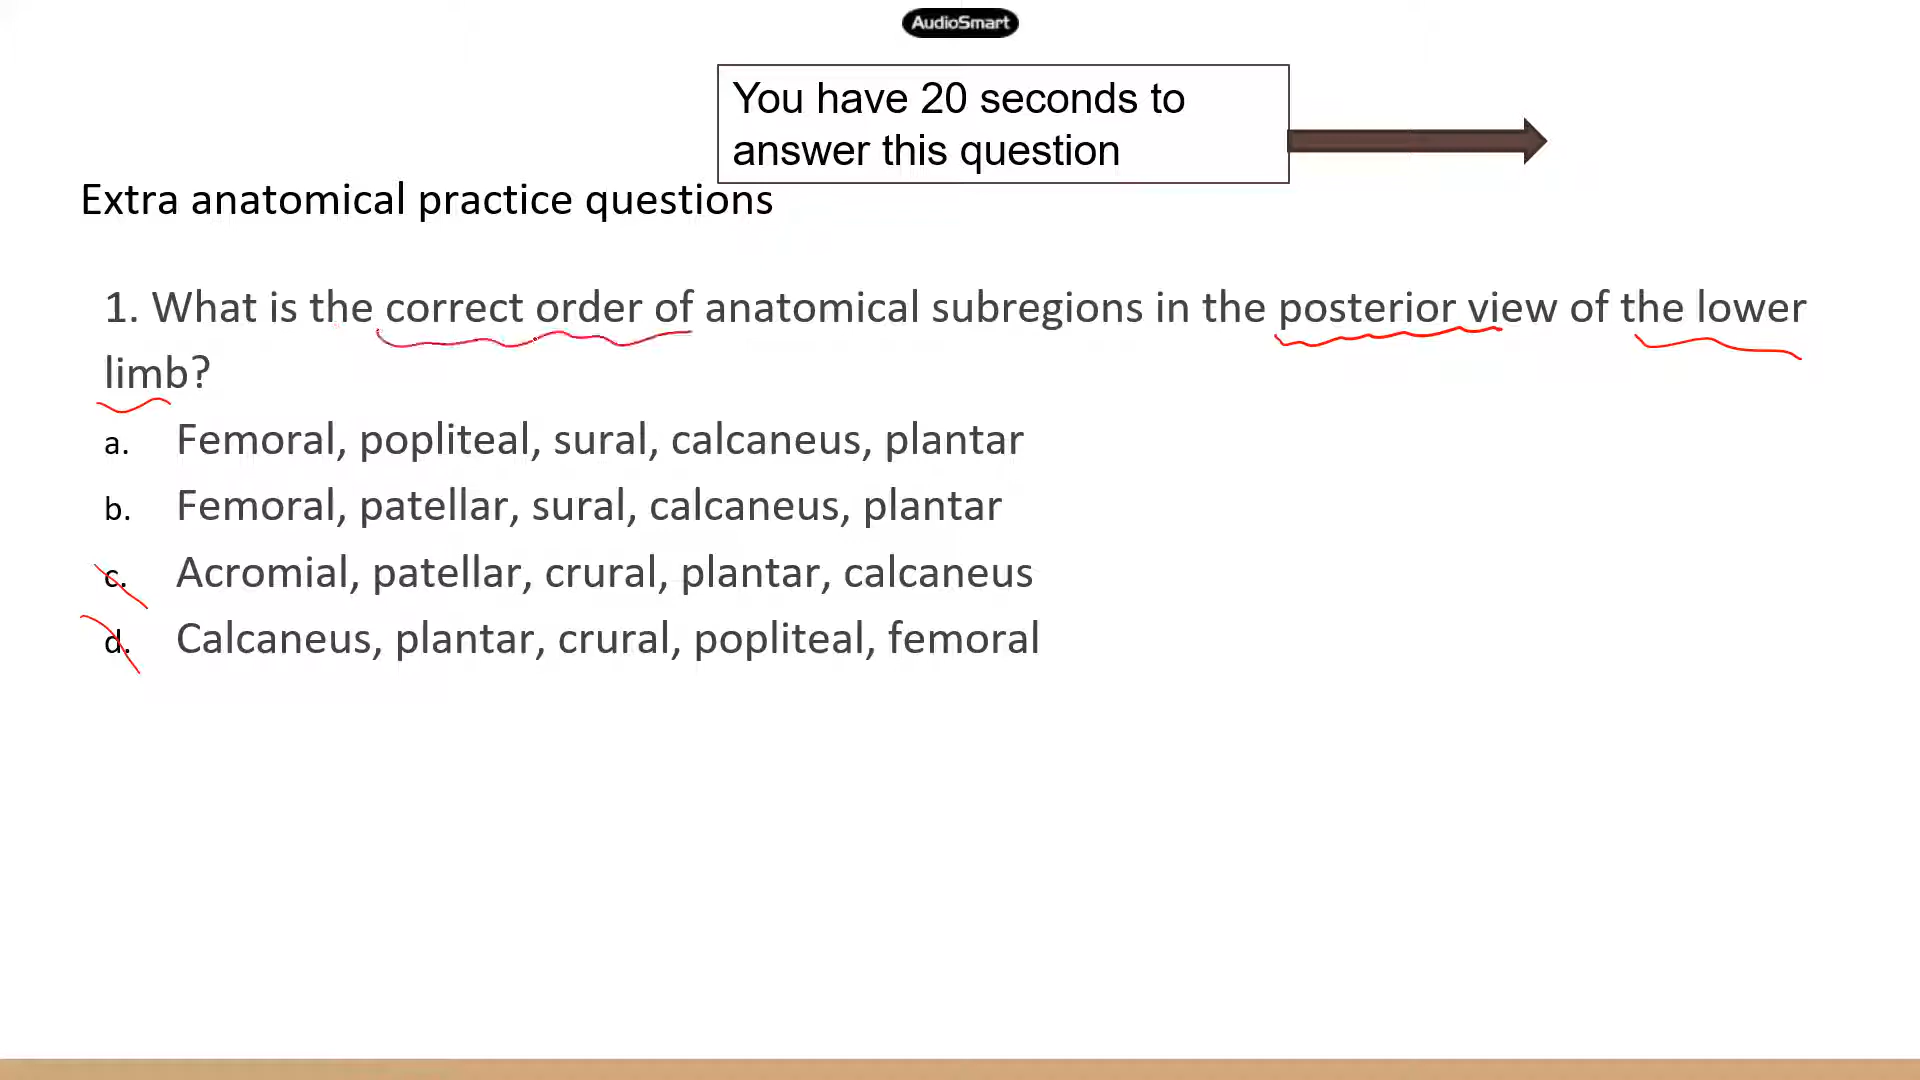 AudioSmart
You have 20 seconds to
answer this question
Extra anatomical practice questions
1. What is the correct order of anatomical subregions in the posterior view of the lower
limb?
a. Femoral, popliteal, sural, calcaneus, plantar
b. Femoral, patellar, sural, calcaneus, plantar
c. Acromial, patellar, crural, plantar, calcaneus
d. Calcaneus, plantar, crural, popliteal, femoral